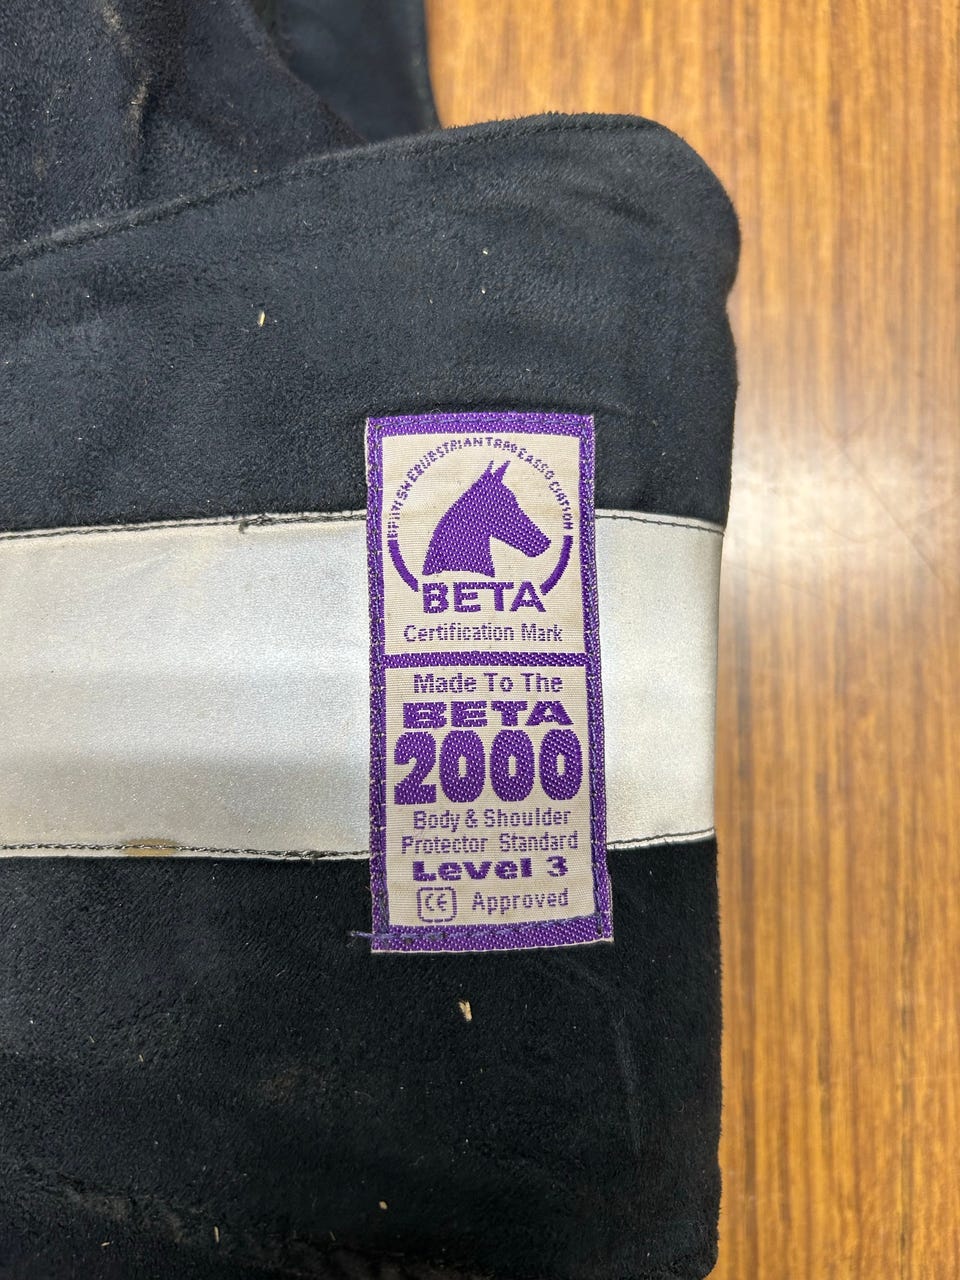 BRITISH EQUESTRIAN TRADE ASSOCIATION
BETA
Certification Mark
Made To The
BETA
2000
Body & Shoulder
Protector Standard
Level 3
CE Approved